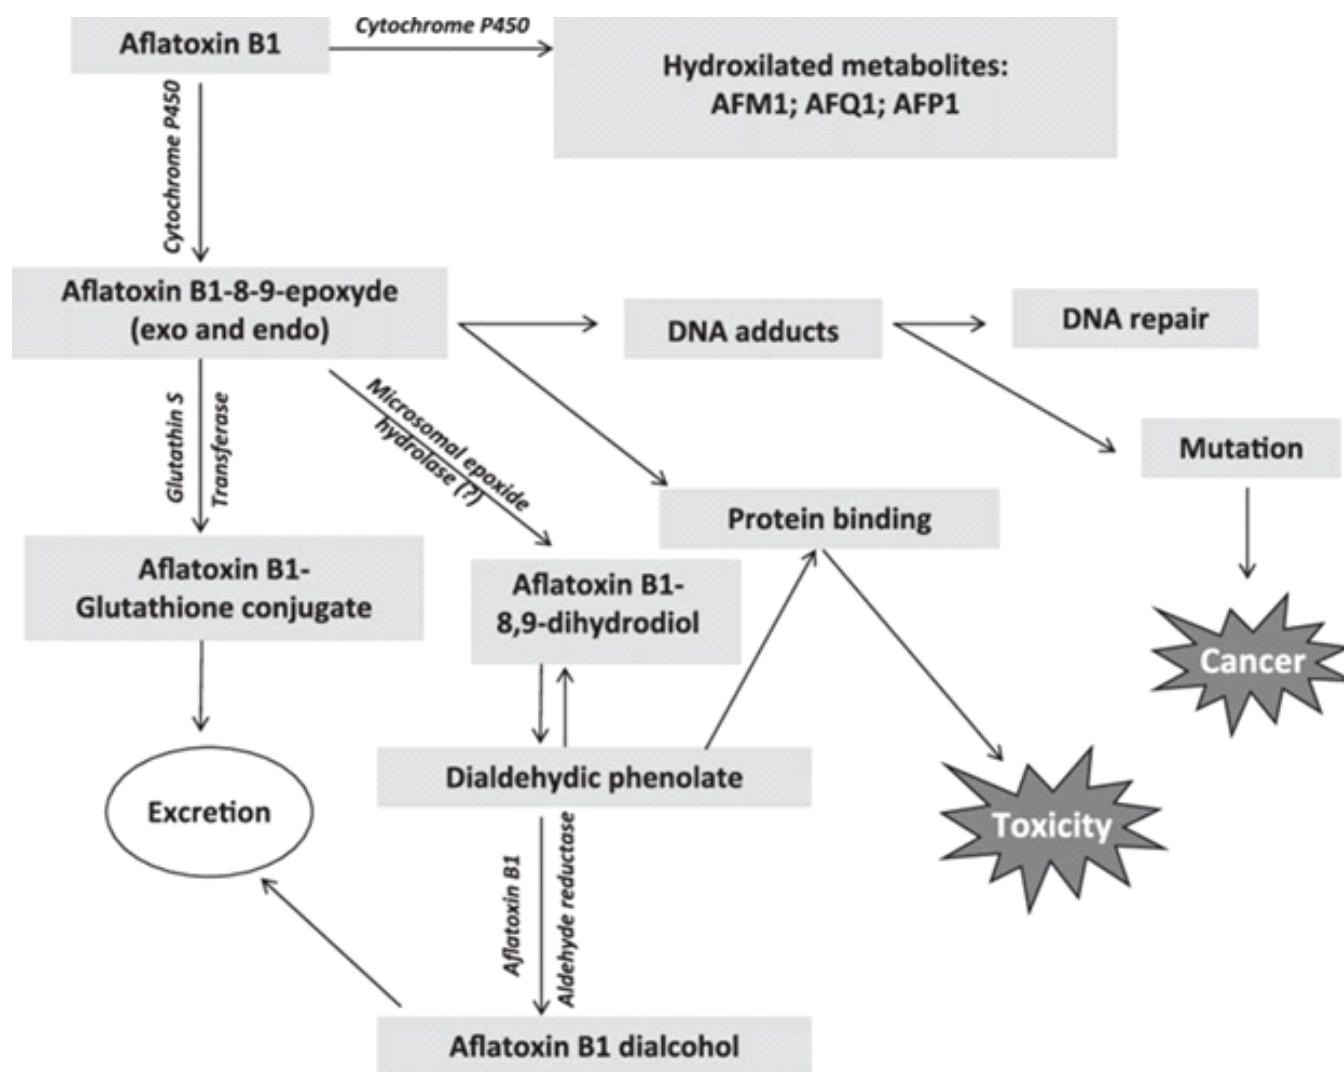 Aflatoxin B1
Cytochrome P450
Hydroxilated metabolites:
AFM1; AFQ1; AFP1
Cytochrome P450
Aflatoxin B1-8-9-epoxyde
(exo and endo)
DNA adducts
DNA repair
Mutation
Cancer
Glutathin S
Transferase
Microsomal epoxide
hydrolase (?)
Protein binding
Aflatoxin B1-
Glutathione conjugate
Aflatoxin B1-
8,9-dihydrodiol
Dialdehydic phenolate
Toxicity
Excretion
Aflatoxin B1
Aldehyde reductase
Aflatoxin B1 dialcohol